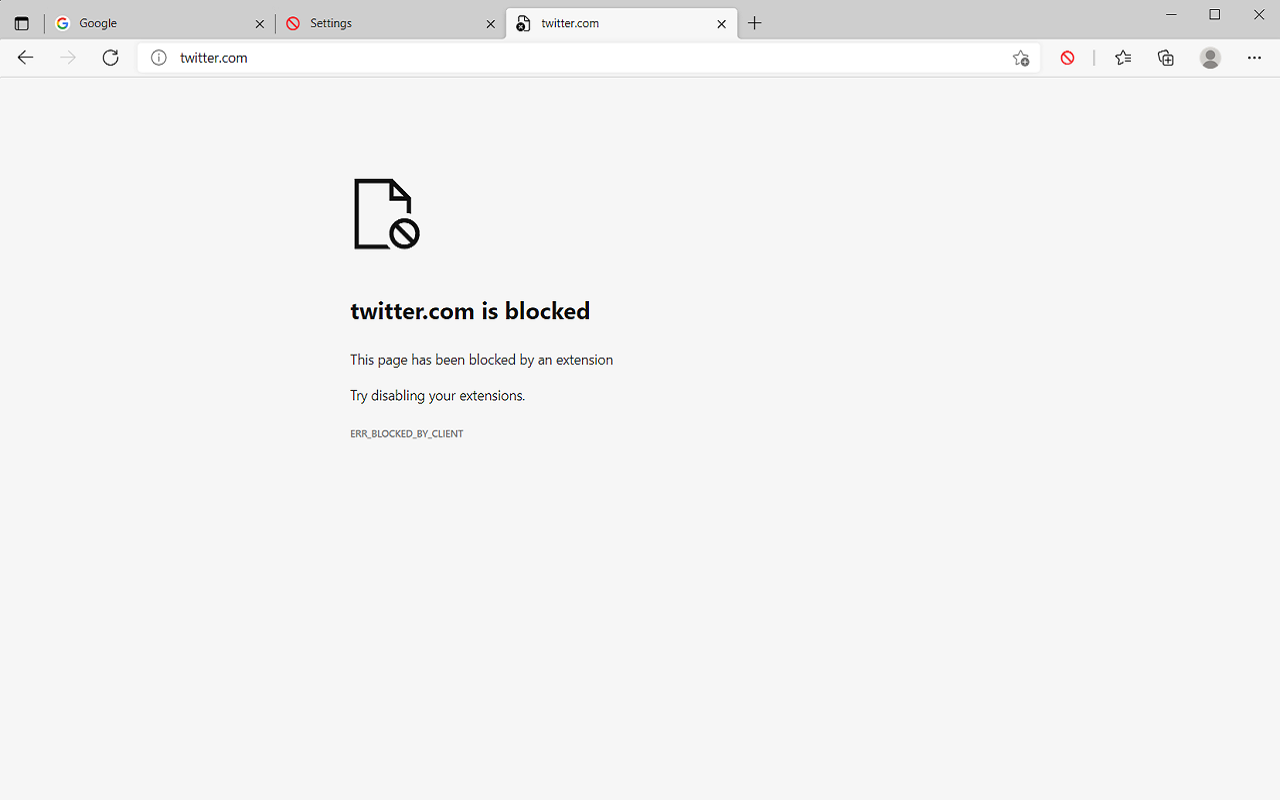 Google
Settings
twitter.com
twitter.com
twitter.com is blocked
This page has been blocked by an extension
Try disabling your extensions.
ERR_BLOCKED_BY_CLIENT